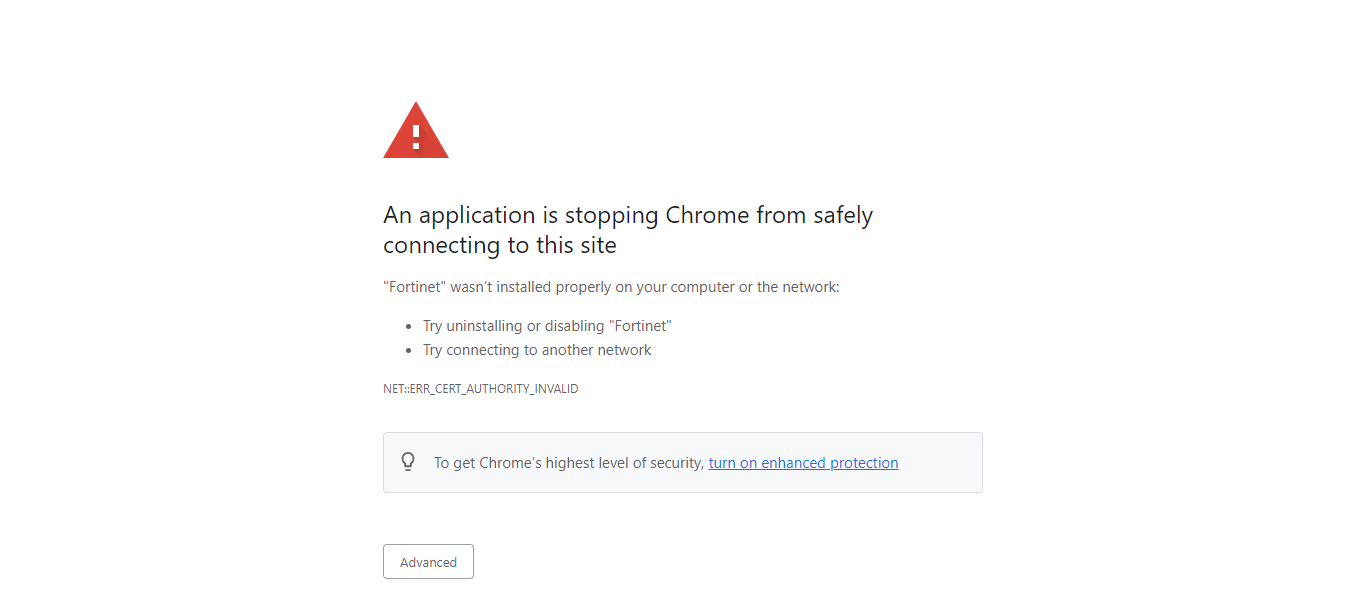 An application is stopping Chrome from safely
connecting to this site
"Fortinet" wasn’t installed properly on your computer or the network:
• Try uninstalling or disabling "Fortinet"
• Try connecting to another network
NET::ERR_CERT_AUTHORITY_INVALID
To get Chrome’s highest level of security, turn on enhanced protection
Advanced